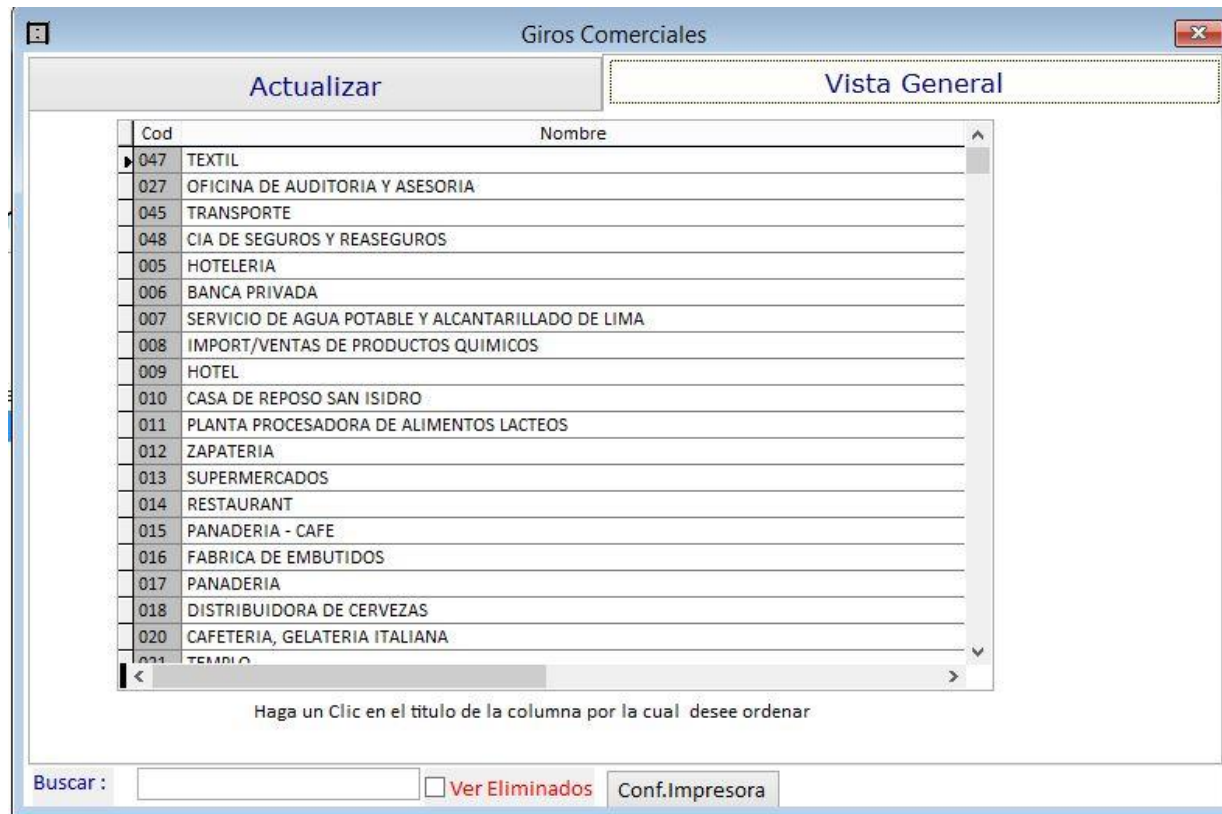 Giros Comerciales
Actualizar Vista General
Cod Nombre
047 TEXTIL
027 OFICINA DE AUDITORIA Y ASESORIA
045 TRANSPORTE
048 CIA DE SEGUROS Y REASEGUROS
005 HOTELERIA
006 BANCA PRIVADA
007 SERVICIO DE AGUA POTABLE Y ALCANTARILLADO DE LIMA
008 IMPORT/VENTAS DE PRODUCTOS QUIMICOS
009 HOTEL
010 CASA DE REPOSO SAN ISIDRO
011 PLANTA PROCESADORA DE ALIMENTOS LACTEOS
012 ZAPATERIA
013 SUPERMERCADOS
014 RESTAURANT
015 PANADERIA - CAFE
016 FABRICA DE EMBUTIDOS
017 PANADERIA
018 DISTRIBUIDORA DE CERVEZAS
020 CAFETERIA, GELATERIA ITALIANA
021 TEMPLO
Haga un Clic en el titulo de la columna por la cual desee ordenar
Buscar : Ver Eliminados Conf.Impresora